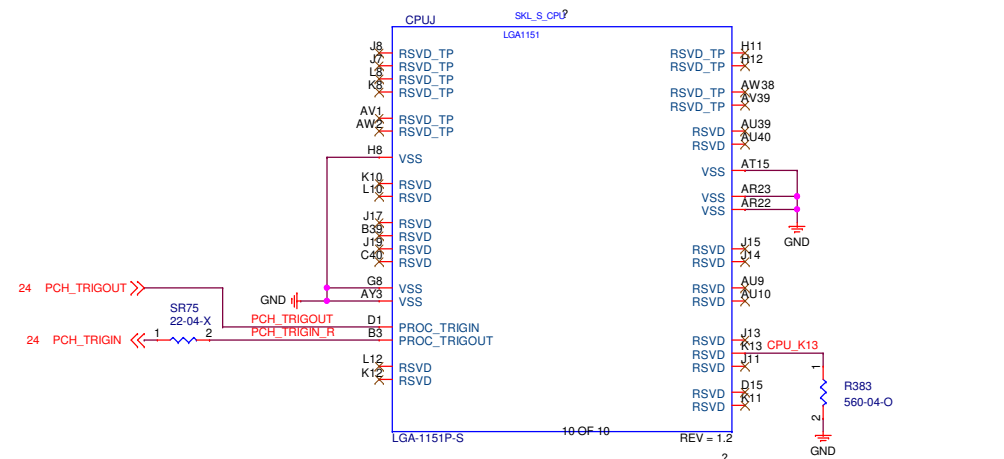 SKL_S_CPU?
CPUJ
LGA1151
J8 RSVD_TP
J7 RSVD_TP
L8 RSVD_TP
K8 RSVD_TP
AV1 RSVD_TP
AW2 RSVD_TP
H8 VSS
K10 RSVD
L10 RSVD
J17 RSVD
B39 RSVD
J19 RSVD
C40 RSVD
G8 VSS
AY3 VSS
GND
D1 PROC_TRIGIN
B3 PROC_TRIGOUT
L12 RSVD
K12 RSVD
24 PCH_TRIGOUT
PCH_TRIGOUT
SR75
22-04-X
24 PCH_TRIGIN
1 2
PCH_TRIGIN_R
RSVD_TP H11
RSVD_TP H12
RSVD_TP AW38
RSVD_TP AV39
RSVD AU39
RSVD AU40
VSS AT15
VSS AR23
VSS AR22
GND
RSVD J15
RSVD J14
RSVD AU9
RSVD AU10
RSVD J13
RSVD K13 CPU_K13
RSVD J11
RSVD D15
RSVD K11
1
R383
560-04-O
2
GND
LGA-1151P-S
10 OF 10
REV = 1.2
?